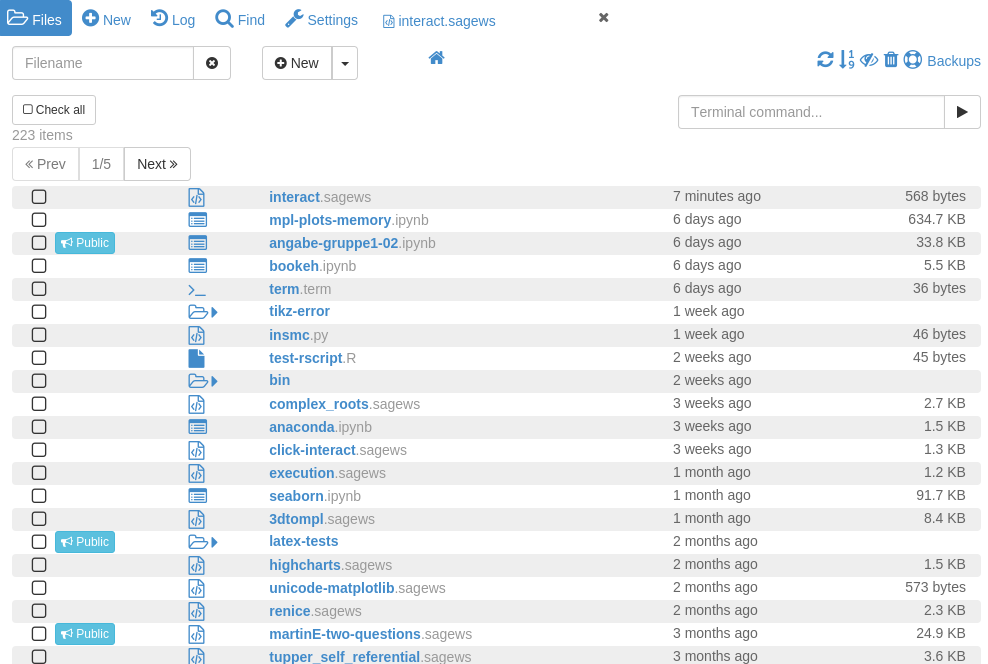 Files New Log Find Settings interact.sagews
Filename New Backups
Check all Terminal command...
223 items
« Prev 1/5 Next »
interact.sagews 7 minutes ago 568 bytes
mpl-plots-memory.ipynb 6 days ago 634.7 KB
Public angabe-gruppe1-02.ipynb 6 days ago 33.8 KB
bookeh.ipynb 6 days ago 5.5 KB
term.term 6 days ago 36 bytes
tikz-error 1 week ago
insmc.py 1 week ago 46 bytes
test-rscript.R 2 weeks ago 45 bytes
bin 2 weeks ago
complex_roots.sagews 3 weeks ago 2.7 KB
anaconda.ipynb 3 weeks ago 1.5 KB
click-interact.sagews 3 weeks ago 1.3 KB
execution.sagews 1 month ago 1.2 KB
seaborn.ipynb 1 month ago 91.7 KB
3dtompl.sagews 1 month ago 8.4 KB
Public latex-tests 2 months ago
highcharts.sagews 2 months ago 1.5 KB
unicode-matplotlib.sagews 2 months ago 573 bytes
renice.sagews 2 months ago 2.3 KB
Public martinE-two-questions.sagews 3 months ago 24.9 KB
tupper_self_referential.sagews 3 months ago 3.6 KB